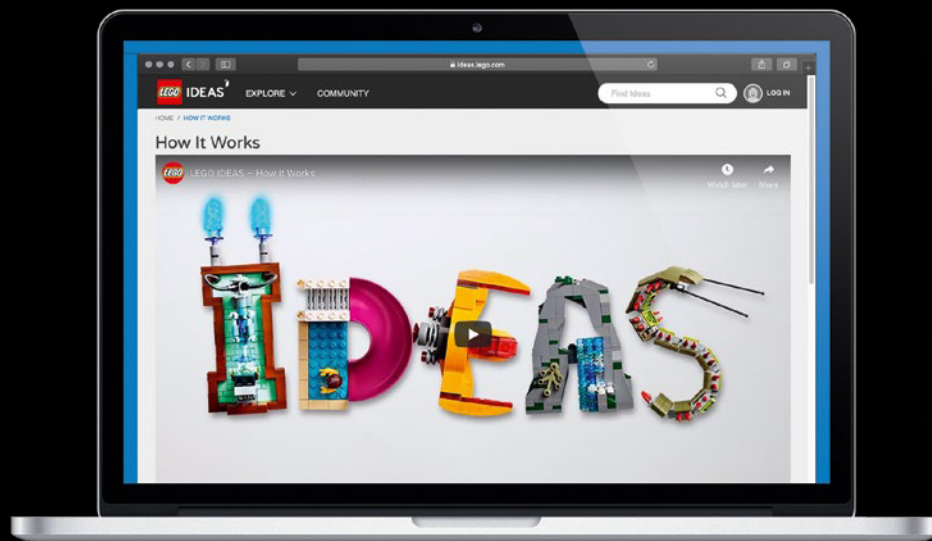 ideas.lego.com
LEGO IDEAS EXPLORE COMMUNITY Find Ideas LOG IN
HOME / HOW IT WORKS
How It Works
LEGO LEGO IDEAS – How it Works
Watch later Share
IDEAS